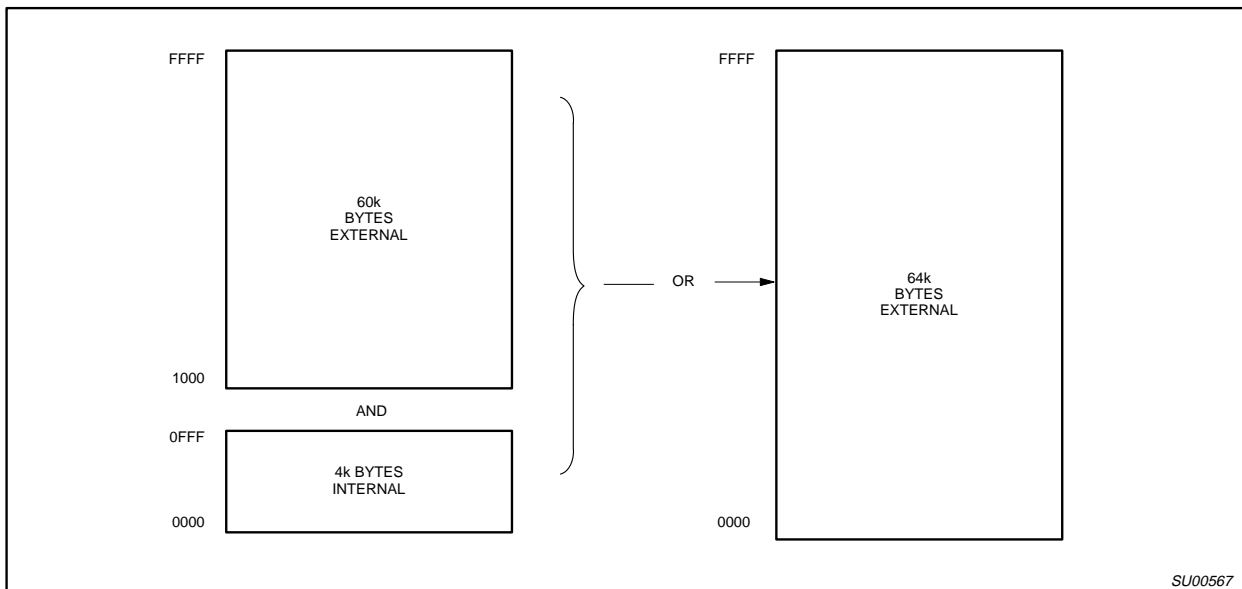 FFFF
60k
BYTES
EXTERNAL
1000
AND
0FFF
4k BYTES
INTERNAL
0000
OR
FFFF
64k
BYTES
EXTERNAL
0000
SU00567